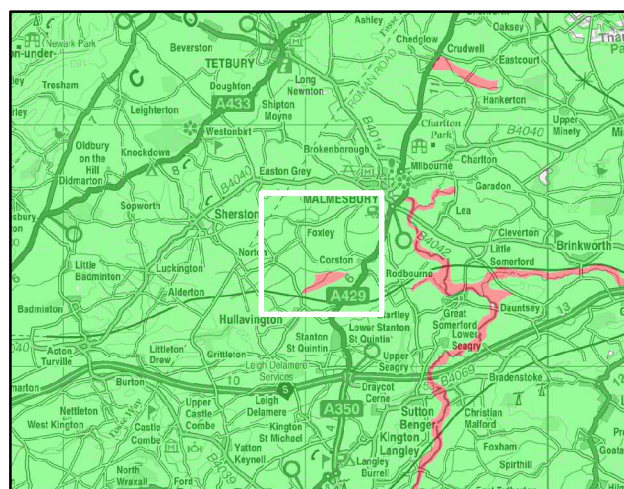 Ashley
Oaksey
Newark Park
Beverston
Chedglow
Crudwell
TETBURY
Eastcourt
Doughton
Long
Newnton
ROMAN ROAD
Tresham
A433
Hankerton
Leighterton
Shipton
Moyne
Charlton
Park
Upper
Minety
Westonbirt
B4014
B4040
Oldbury
on the
Hill
Didmarton
Knockdown
Brokenborough
Milbourne
Charlton
Easton Grey
Garsdon
B4040
Sopworth
MALMESBURY
Lea
Sherston
Foxley
Cleverton
B4042
Little
Somerford
Brinkworth
Corston
Luckington
Little
Badminton
Rodbourne
Alderton
A429
Great
Somerford
Dauntsey
Badminton
Hullavington
13
Lower Stanton
St Quintin
Lower
Seagry
Stanton
St Quintin
Acton
Turville
Littleton
Drew
Grittleton
Upper
Seagry
Leigh Delamere
Services
B4069
Bradenstoke
Burton
10
Draycot
Cerne
Nettleton
Upper
Castle
Combe
Leigh
Delamere
A350
Sutton
Benger
Christian
Malford
West Kington
Castle
Combe
Kington
St Michael
Kington
Langley
Foxham
Yatton
Keynell
North
Wraxall
Ford
Langley
Burrell
Spirthill